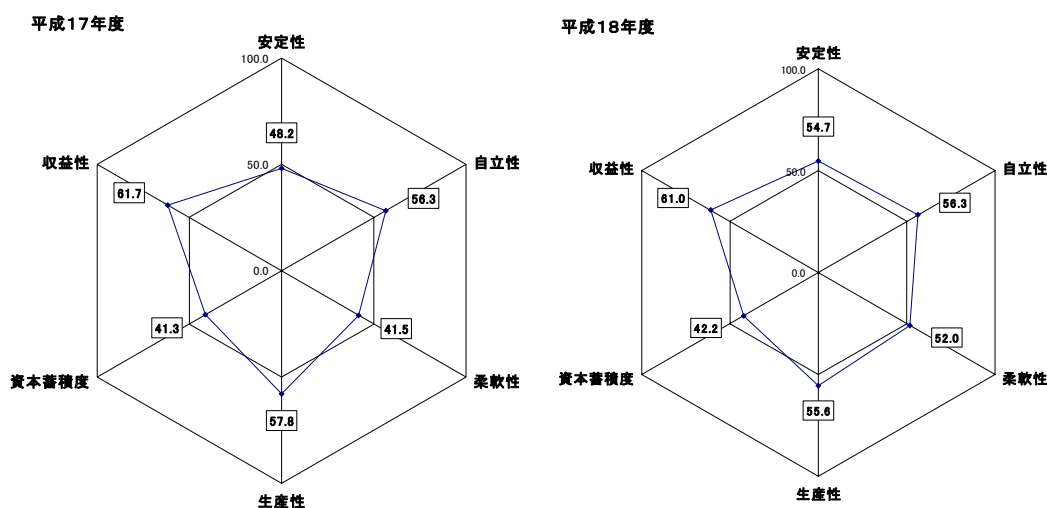 平成17年度
安定性
100.0
48.2
収益性
50.0
自立性
61.7
56.3
0.0
41.3
41.5
資本蓄積度
柔軟性
57.8
生産性
平成18年度
安定性
100.0
54.7
収益性
50.0
自立性
61.0
56.3
0.0
42.2
52.0
資本蓄積度
柔軟性
55.6
生産性